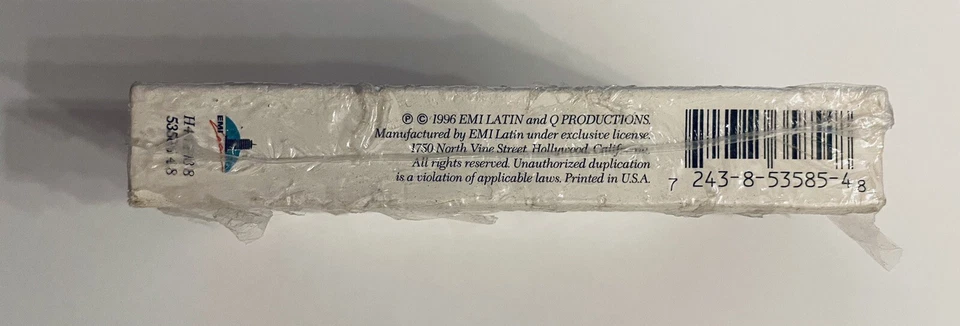 ℗ © 1996 EMI LATIN and Q PRODUCTIONS.
Manufactured by EMI Latin under exclusive license.
1750 North Vine Street, Hollywood,
All rights reserved. Unauthorized duplication
is a violation of applicable laws. Printed in U.S.A.
7 243-8-53585-4 8
EMI